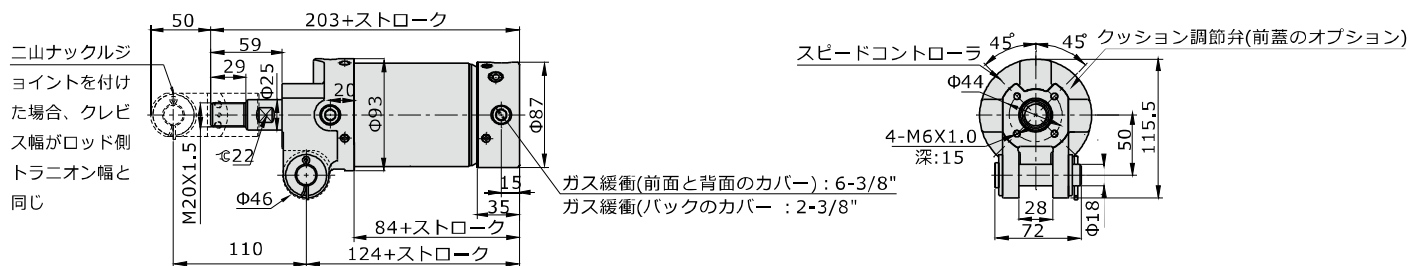 50
203+ストローク
59
29
Φ25
二山ナックルジ
ョイントを付け
た場合、クレビ
ス幅がロッド側
トラニオン幅と
同じ
M20X1.5
22
20
Φ93
Φ87
Φ46
15
35
ガス緩衝(前面と背面のカバー) : 6-3/8"
ガス緩衝(バックのカバー : 2-3/8"
84+ストローク
110
124+ストローク
スピードコントローラ
45°
45°
クッション調節弁(前蓋のオプション)
Φ44
4-M6X1.0
深:15
50
115.5
28
72
Φ18